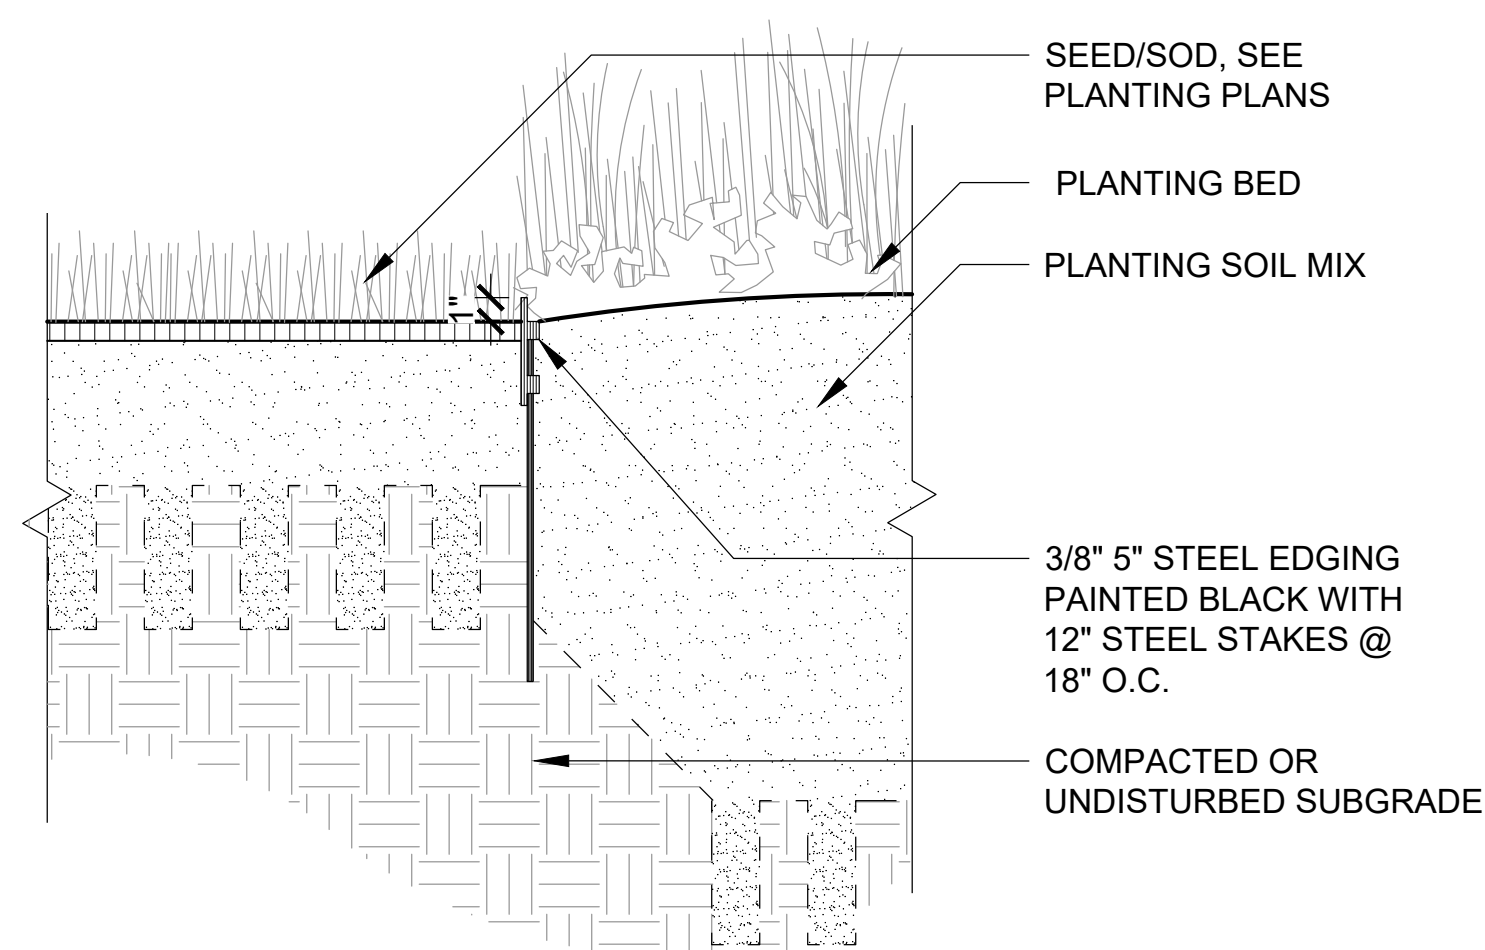 SEED/SOD, SEE
PLANTING PLANS
PLANTING BED
PLANTING SOIL MIX
1"
3/8" 5" STEEL EDGING
PAINTED BLACK WITH
12" STEEL STAKES @
18" O.C.
COMPACTED OR
UNDISTURBED SUBGRADE